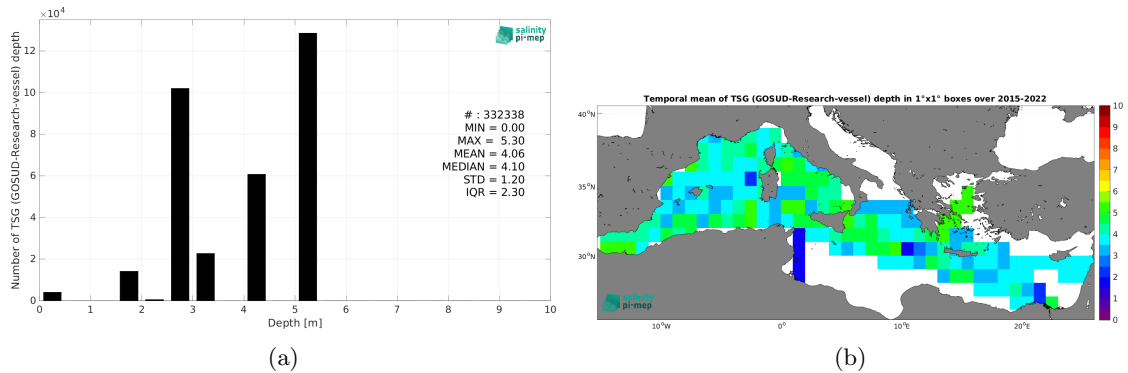 ×10⁴
12
10
8
6
4
2
0
Number of TSG (GOSUD-Research-vessel) depth
0 1 2 3 4 5 6 7 8 9 10
Depth [m]
salinity
pi-mep
# : 332338
MIN = 0.00
MAX = 5.30
MEAN = 4.06
MEDIAN = 4.10
STD = 1.20
IQR = 2.30
(a)
Temporal mean of TSG (GOSUD-Research-vessel) depth in 1°x1° boxes over 2015-2022
40°N
35°N
30°N
10°W 0° 10°E 20°E
salinity
pi-mep
10
9
8
7
6
5
4
3
2
1
0
(b)